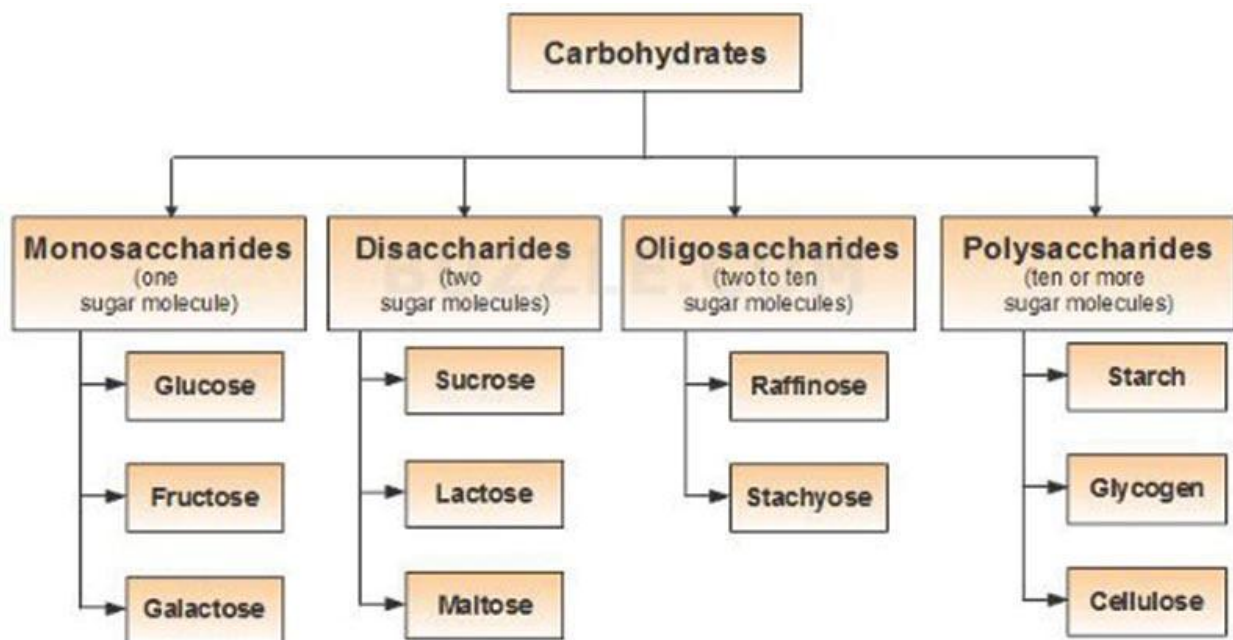 Carbohydrates
Monosaccharides
(one
sugar molecule)
Glucose
Fructose
Galactose
Disaccharides
(two
sugar molecules)
Sucrose
Lactose
Maltose
Oligosaccharides
(two to ten
sugar molecules)
Raffinose
Stachyose
Polysaccharides
(ten or more
sugar molecules)
Starch
Glycogen
Cellulose